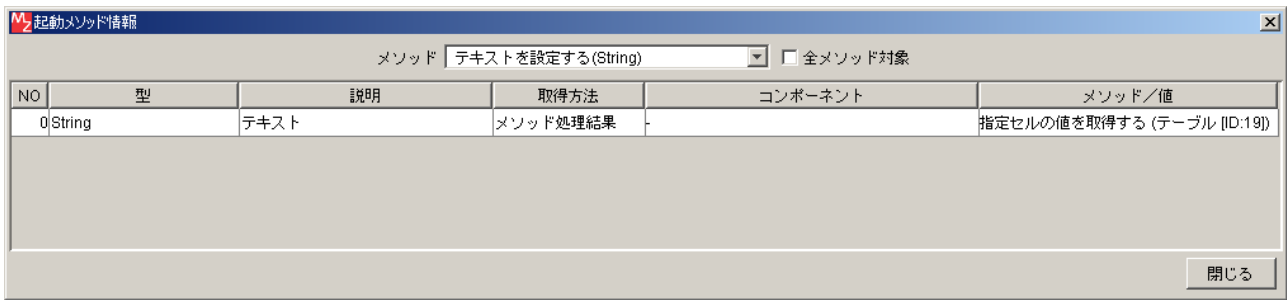 MZ 起動メソッド情報
メソッド テキストを設定する(String) 全メソッド対象
NO 型 説明 取得方法 コンポーネント メソッド／値
0 String テキスト メソッド処理結果 - 指定セルの値を取得する (テーブル [ID:19])
閉じる